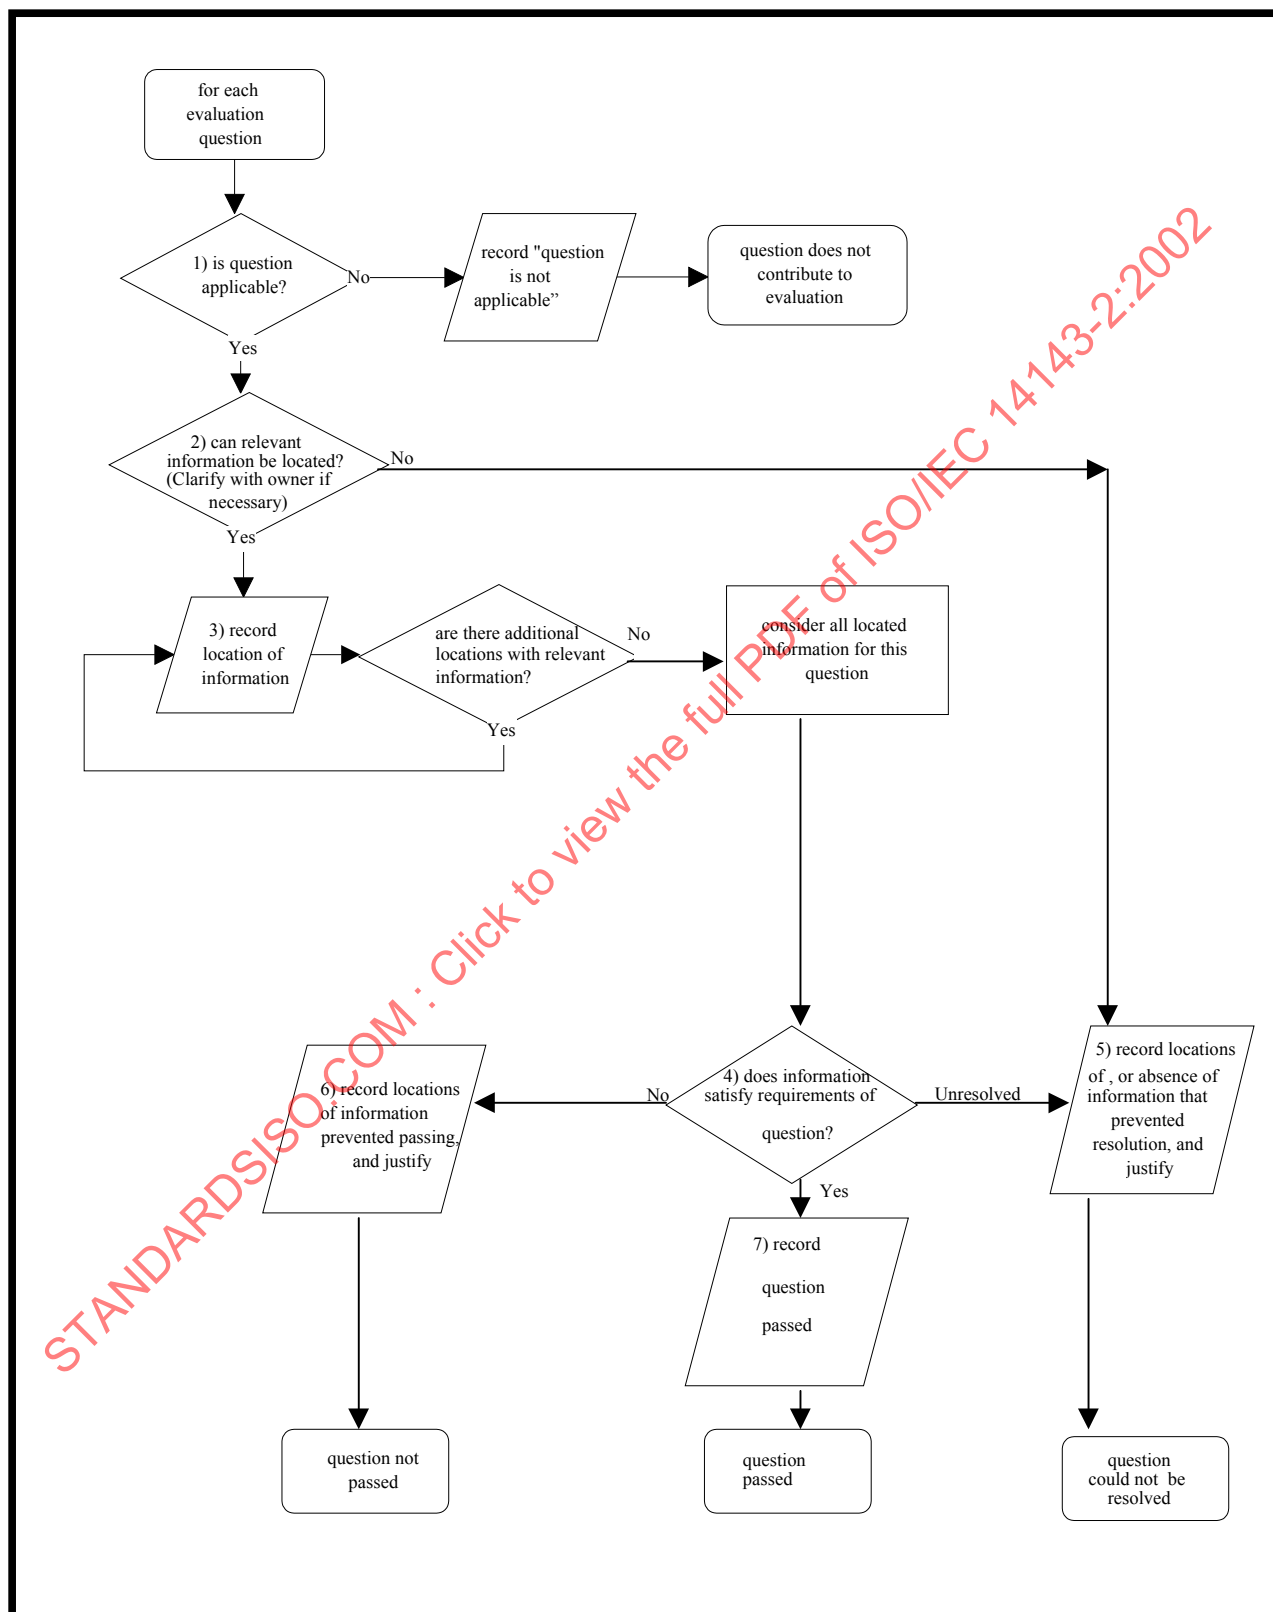 for each
evaluation
question
1) is question
applicable?
No
record "question
is not
applicable”
question does not
contribute to
evaluation
Yes
2) can relevant
information be located?
(Clarify with owner if
necessary)
No
Yes
3) record
location of
information
are there additional
locations with relevant
information?
No
Yes
consider all located
information for this
question
4) does information
satisfy requirements of
question?
No
Unresolved
Yes
5) record locations
of , or absence of
information that
prevented
resolution, and
justify
6) record locations
of information
prevented passing,
and justify
7) record
question
passed
question not
passed
question
passed
question
could not be
resolved
STANDARDSISO.COM : Click to view the full PDF of ISO/IEC 14143-2:2002